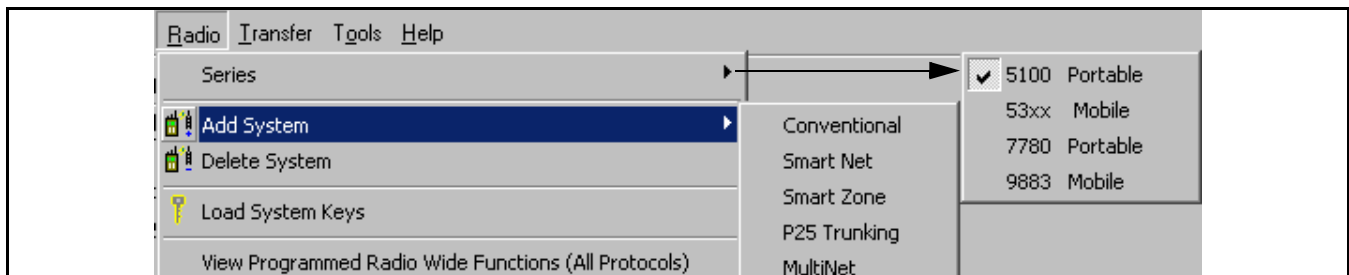 Radio Transfer Tools Help
Series
Add System
Delete System
Load System Keys
View Programmed Radio Wide Functions (All Protocols)
Conventional
Smart Net
Smart Zone
P25 Trunking
MultiNet
5100 Portable
53xx Mobile
7780 Portable
9883 Mobile